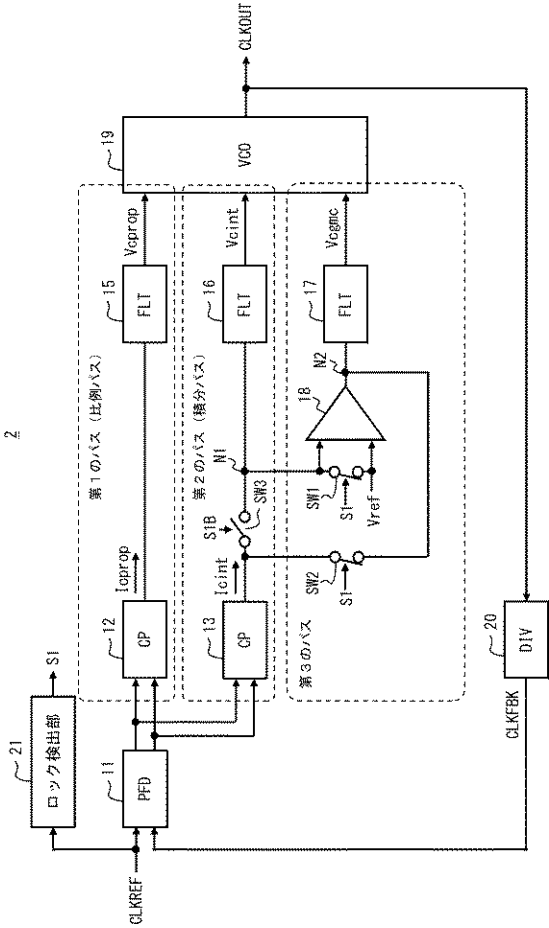 2
21
ロック検出部
S1
CLKREF
11
PFD
12
CP
Icprop
第1のパス（比例パス）
15
FLT
Vcprop
13
CP
Icint
S1B
SW3
N1
第2のパス（積分パス）
16
FLT
Vcint
19
VCO
CLKOUT
第3のパス
SW2
S1
SW1
S1
Vref
18
N2
17
FLT
Vcgmc
20
DIV
CLKFBK